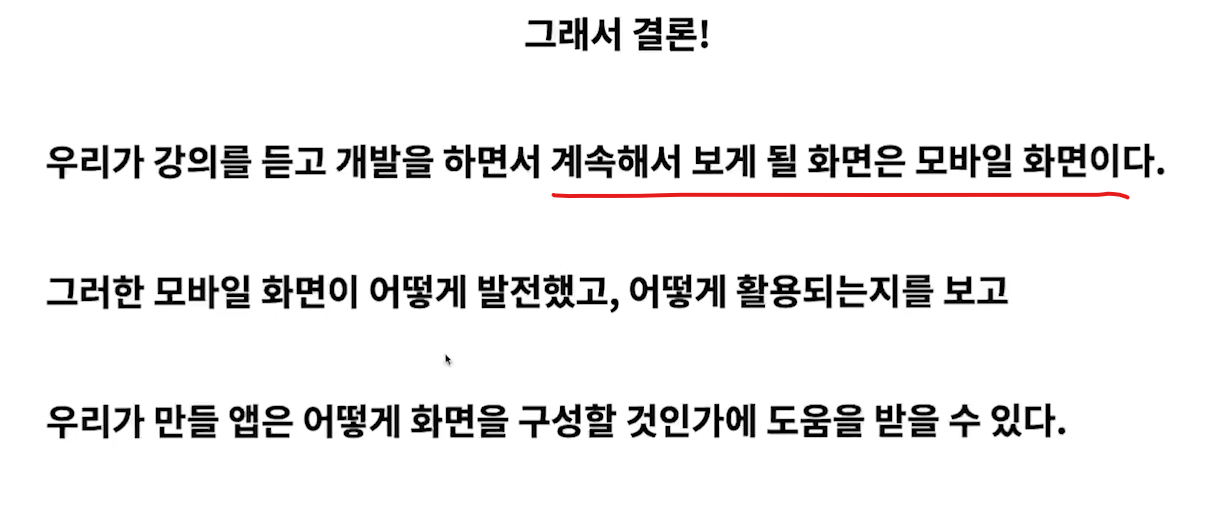 그래서 결론!
우리가 강의를 듣고 개발을 하면서 계속해서 보게 될 화면은 모바일 화면이다.
그러한 모바일 화면이 어떻게 발전했고, 어떻게 활용되는지를 보고
우리가 만들 앱은 어떻게 화면을 구성할 것인가에 도움을 받을 수 있다.